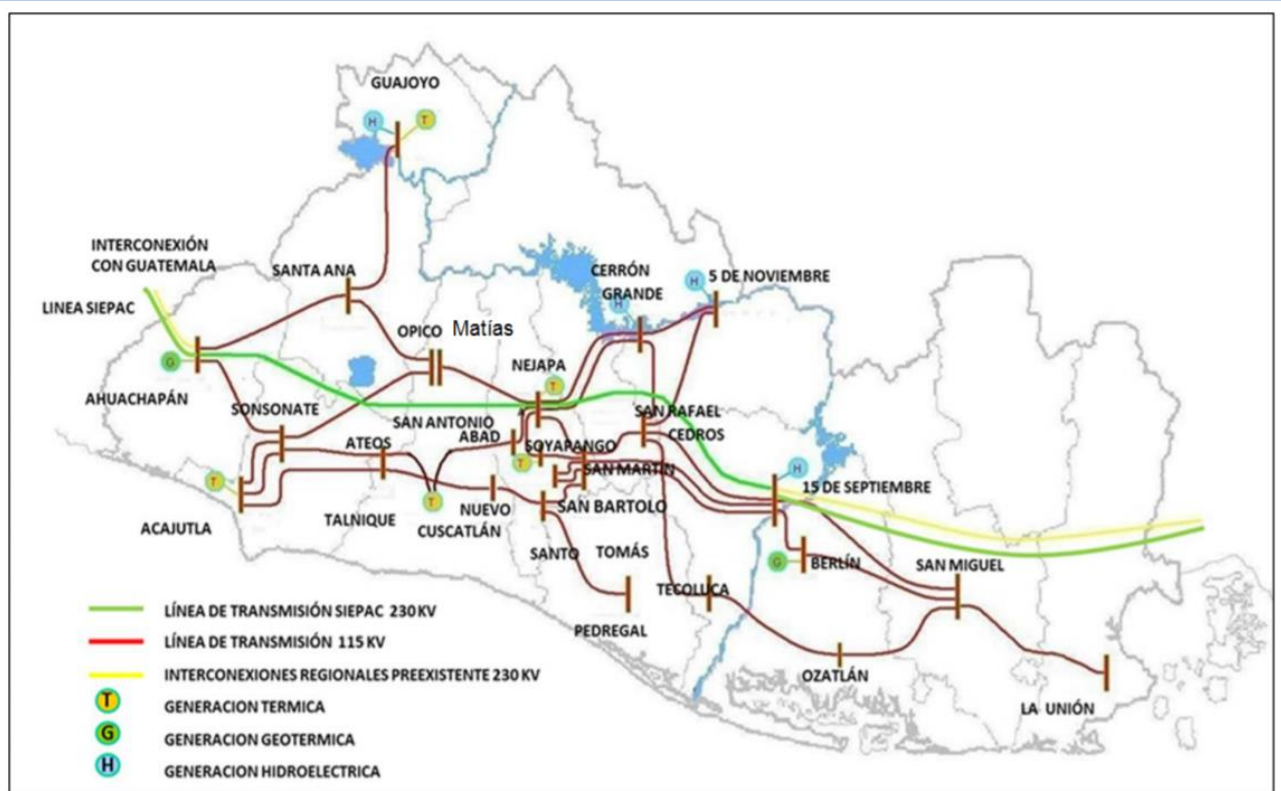 GUAJOYO
H
T
INTERCONEXIÓN
CON GUATEMALA
LINEA SIEPAC
SANTA ANA
CERRÓN
GRANDE
H
H
5 DE NOVIEMBRE
OPICO
Matías
NEJAPA
T
G
AHUACHAPÁN
SONSONATE
SAN ANTONIO
ABAD
SAN RAFAEL
CEDROS
ATEOS
SOYAPANGO
T
SAN MARTIN
H
15 DE SEPTIEMBRE
T
ACAJUTLA
TALNIQUE
T
NUEVO
CUSCATLÁN
SAN BARTOLO
SANTO
TOMÁS
G
BERLÍN
SAN MIGUEL
TECOLUCA
PEDREGAL
OZATLÁN
LA UNIÓN
LÍNEA DE TRANSMISIÓN SIEPAC 230 KV
LÍNEA DE TRANSMISIÓN 115 KV
INTERCONEXIONES REGIONALES PREEXISTENTE 230 KV
T GENERACION TERMICA
G GENERACION GEOTERMICA
H GENERACION HIDROELECTRICA